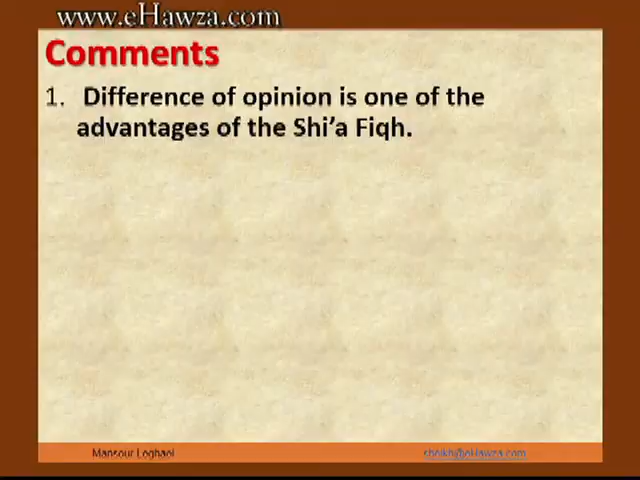 www.eHawza.com
Comments
1. Difference of opinion is one of the
advantages of the Shi'a Fiqh.
Mansour Leghaei
sheikh@eHawza.com